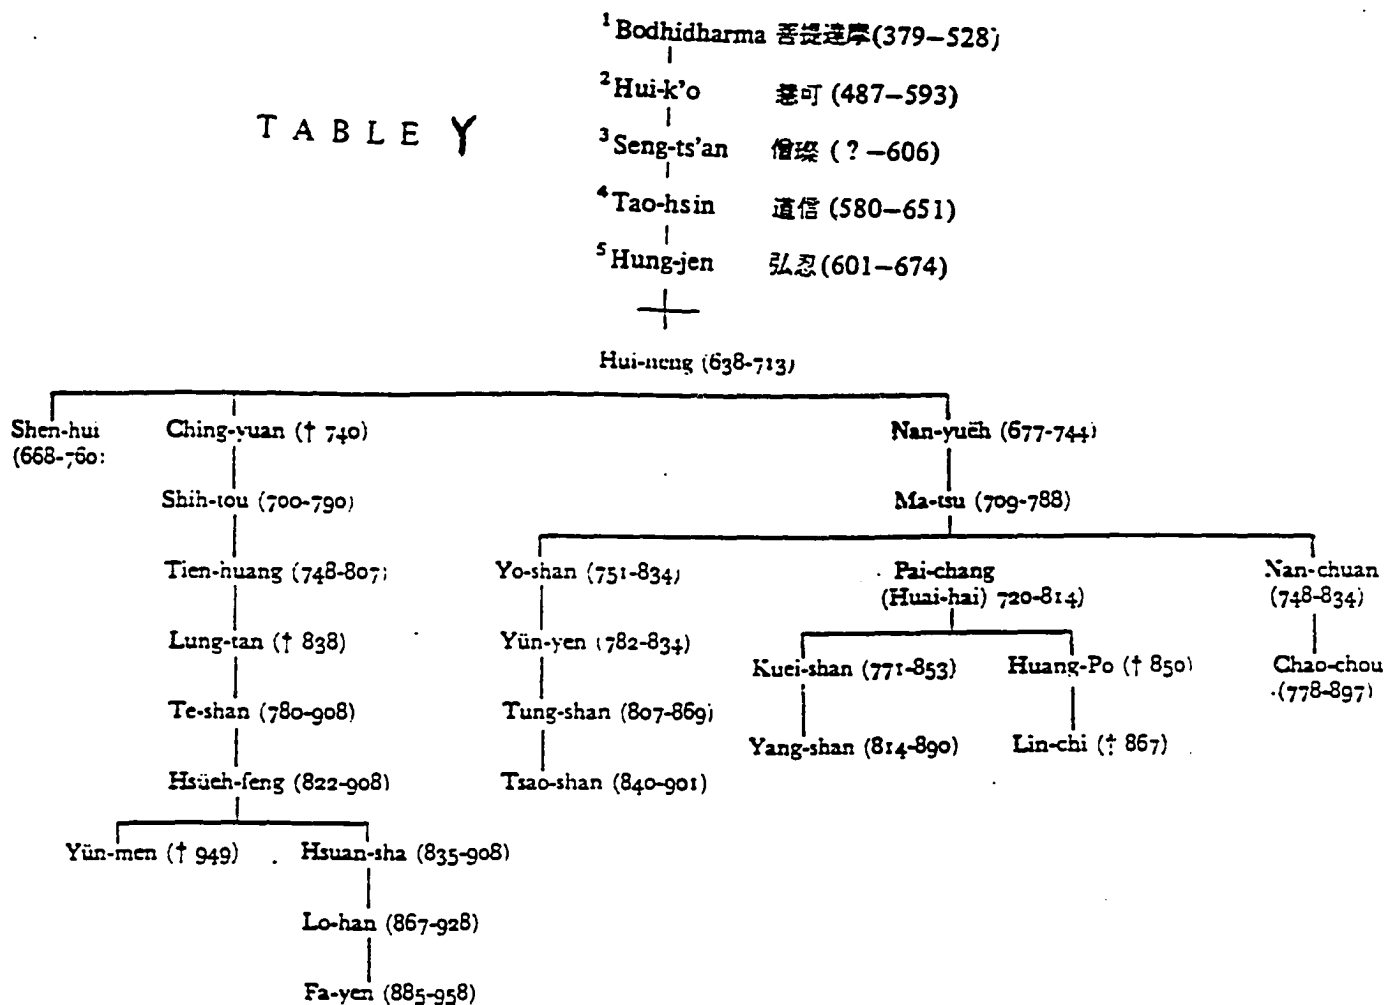 ¹Bodhidharma 菩提達摩(379–528)
²Hui-k'o 慧可 (487–593)
TABLE Y
³Seng-ts'an 僧璨 (?–606)
⁴Tao-hsin 道信 (580–651)
⁵Hung-jen 弘忍(601–674)
Hui-neng (638-713)
Shen-hui Ching-yuan († 740) Nan-yuëh (677-744)
(668-760)
Shih-tou (700-790) Ma-tsu (709-788)
Tien-huang (748-807) Yo-shan (751-834) Pai-chang Nan-chuan
(Huai-hai) 720-814) (748-834)
Lung-tan († 838) Yün-yen (782-834) Kuei-shan (771-853) Huang-Po († 850) Chao-chou
(778-897)
Te-shan (780-908) Tung-shan (807-869) Yang-shan (814-890) Lin-chi († 867)
Hsüeh-feng (822-908) Tsao-shan (840-901)
Yün-men († 949) Hsuan-sha (835-908)
Lo-han (867-928)
Fa-yen (885-958)